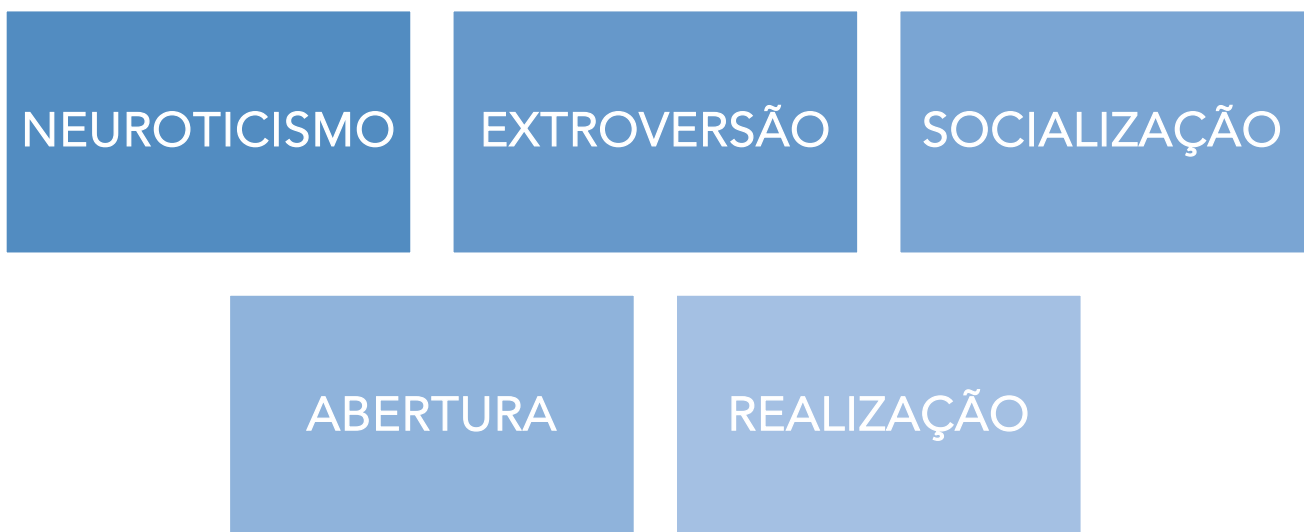 NEUROTICISMO
EXTROVERSÃO
SOCIALIZAÇÃO
ABERTURA
REALIZAÇÃO